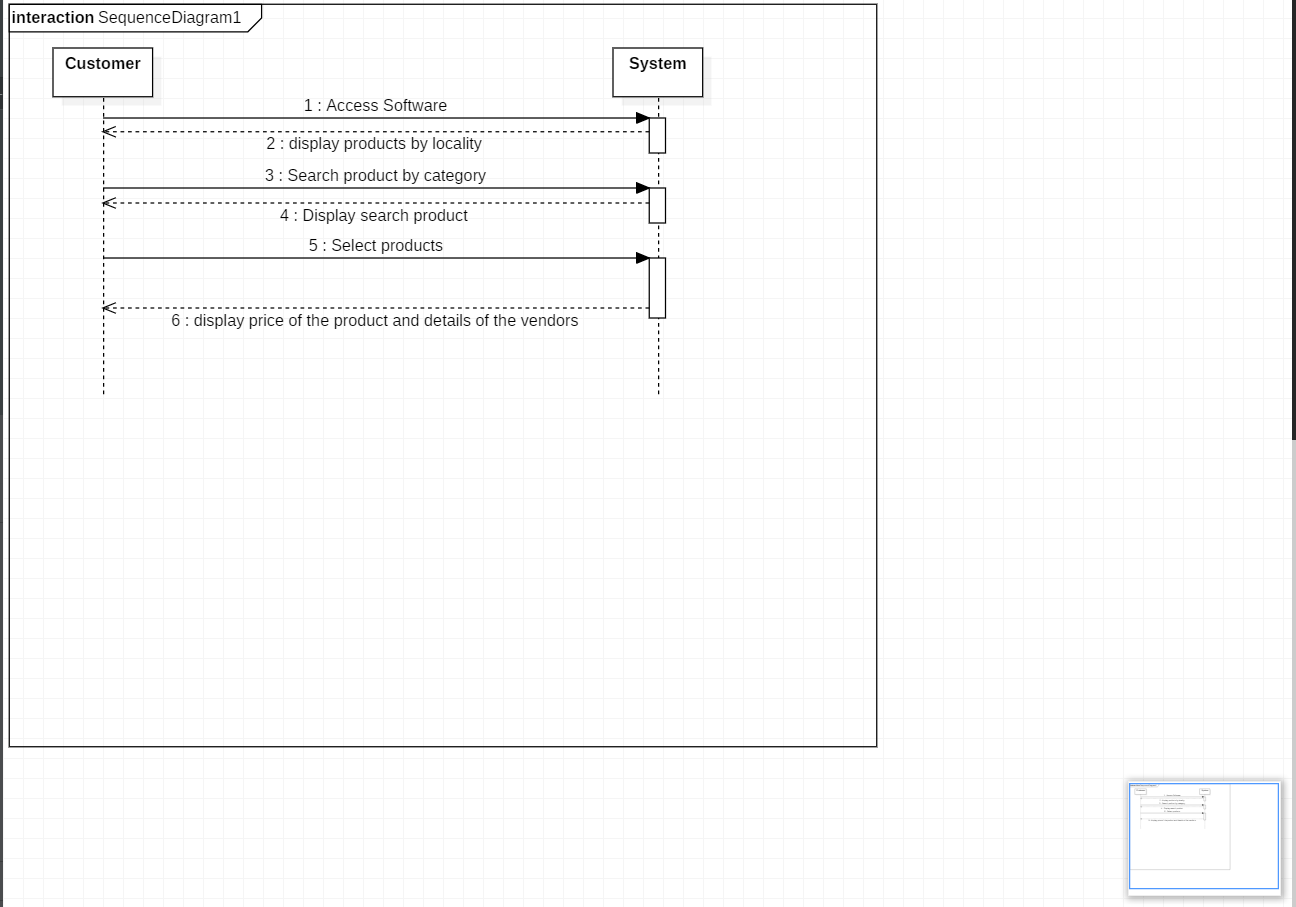 interaction SequenceDiagram1
Customer
System
1 : Access Software
2 : display products by locality
3 : Search product by category
4 : Display search product
5 : Select products
6 : display price of the product and details of the vendors